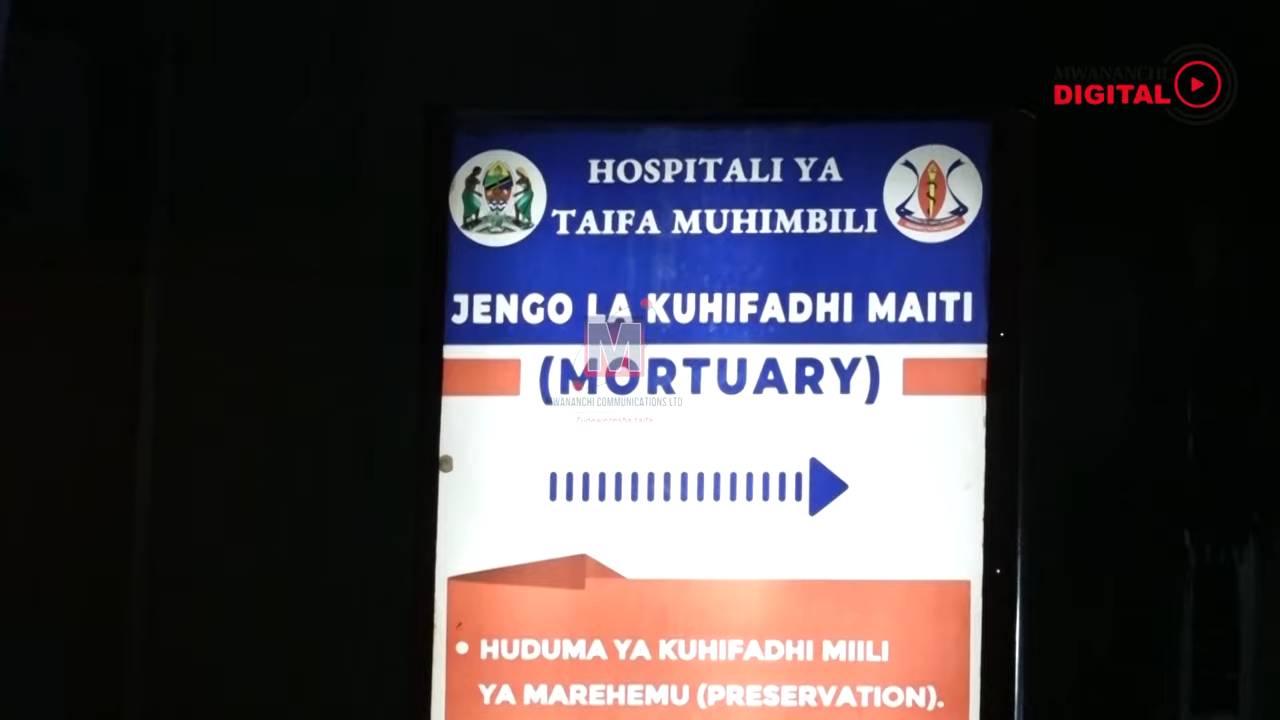 MWANANCHI
DIGITAL
HOSPITALI YA
TAIFA MUHIMBILI
JENGO LA KUHIFADHI MAITI
(MORTUARY)
M
WANANCHI COMMUNICATIONS LTD
• HUDUMA YA KUHIFADHI MIILI
YA MAREHEMU (PRESERVATION).